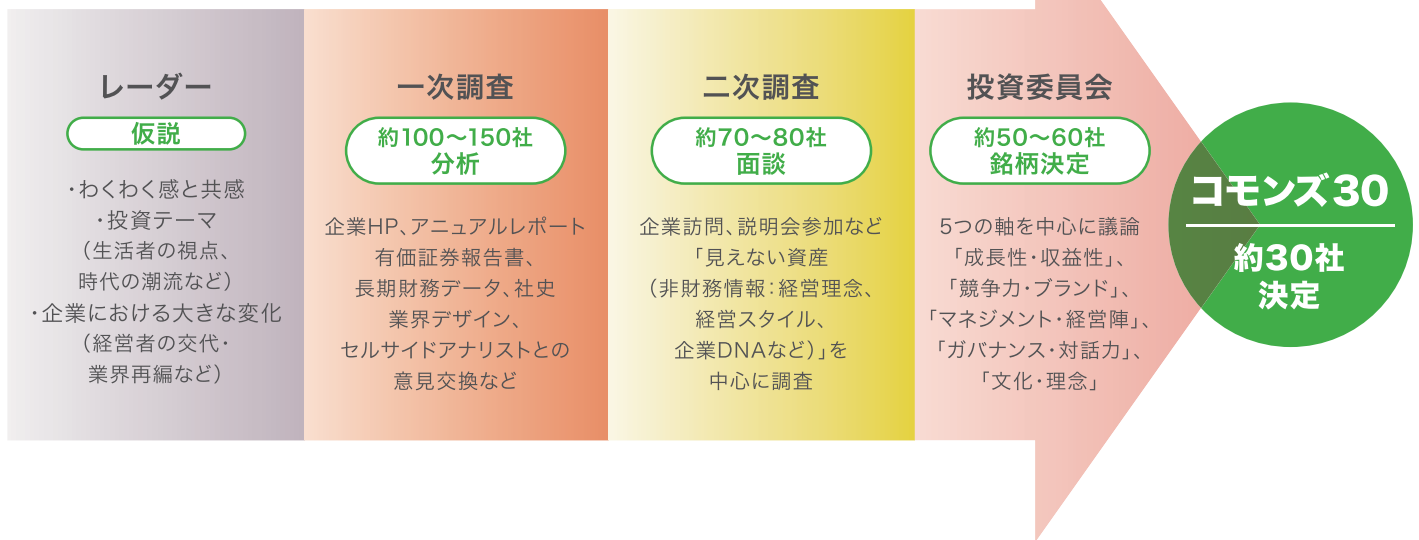 レーダー
仮説
・わくわく感と共感
・投資テーマ
（生活者の視点、
時代の潮流など）
・企業における大きな変化
（経営者の交代・
業界再編など）
一次調査
約100〜150社
分析
企業HP、アニュアルレポート
有価証券報告書、
長期財務データ、社史
業界デザイン、
セルサイドアナリストとの
意見交換など
二次調査
約70〜80社
面談
企業訪問、説明会参加など
「見えない資産
（非財務情報：経営理念、
経営スタイル、
企業DNAなど）」を
中心に調査
投資委員会
約50〜60社
銘柄決定
5つの軸を中心に議論
「成長性・収益性」、
「競争力・ブランド」、
「マネジメント・経営陣」、
「ガバナンス・対話力」、
「文化・理念」
コモンズ30
約30社
決定